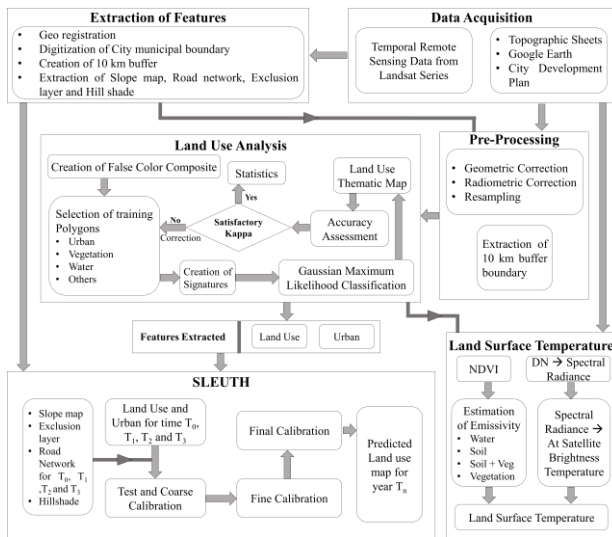 Extraction of Features
• Geo registration
• Digitization of City municipal boundary
• Creation of 10 km buffer
• Extraction of Slope map, Road network, Exclusion
layer and Hill shade
Data Acquisition
Temporal Remote
Sensing Data from
Landsat Series
• Topographic Sheets
• Google Earth
• City Development
Plan
Pre-Processing
• Geometric Correction
• Radiometric Correction
• Resampling
Extraction of
10 km buffer
boundary
Land Use Analysis
Creation of False Color Composite
Statistics
Land Use
Thematic Map
Yes
Selection of training
Polygons
• Urban
• Vegetation
• Water
• Others
No
Correction
Satisfactory
Kappa
Accuracy
Assessment
Creation of
Signatures
Gaussian Maximum
Likelihood Classification
Features Extracted
Land Use
Urban
SLEUTH
• Slope map
• Exclusion
layer
• Road
Network
for T0, T1
,T2 and T3
• Hillshade
Land Use and
Urban for time T0,
T1, T2 and T3
Test and Coarse
Calibration
Final Calibration
Fine Calibration
Predicted
Land use
map for
year Tn
Land Surface Temperature
NDVI
DN → Spectral
Radiance
Estimation of
Emissivity
• Water
• Soil
• Soil + Veg
• Vegetation
Spectral
Radiance →
At Satellite
Brightness
Temperature
Land Surface Temperature